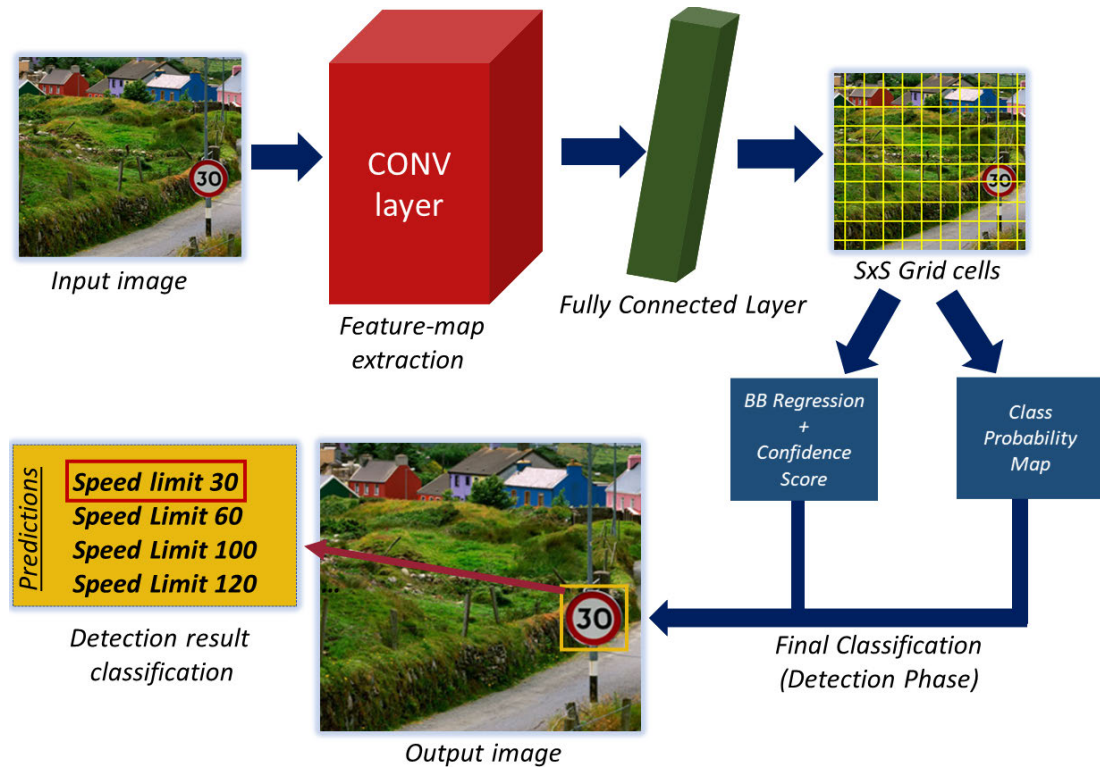 30
Input image
CONV
layer
Feature-map
extraction
Fully Connected Layer
30
SxS Grid cells
BB Regression
+
Confidence
Score
Class
Probability
Map
Final Classification
(Detection Phase)
30
Output image
Predictions
Speed limit 30
Speed Limit 60
Speed Limit 100
Speed Limit 120
...
Detection result
classification